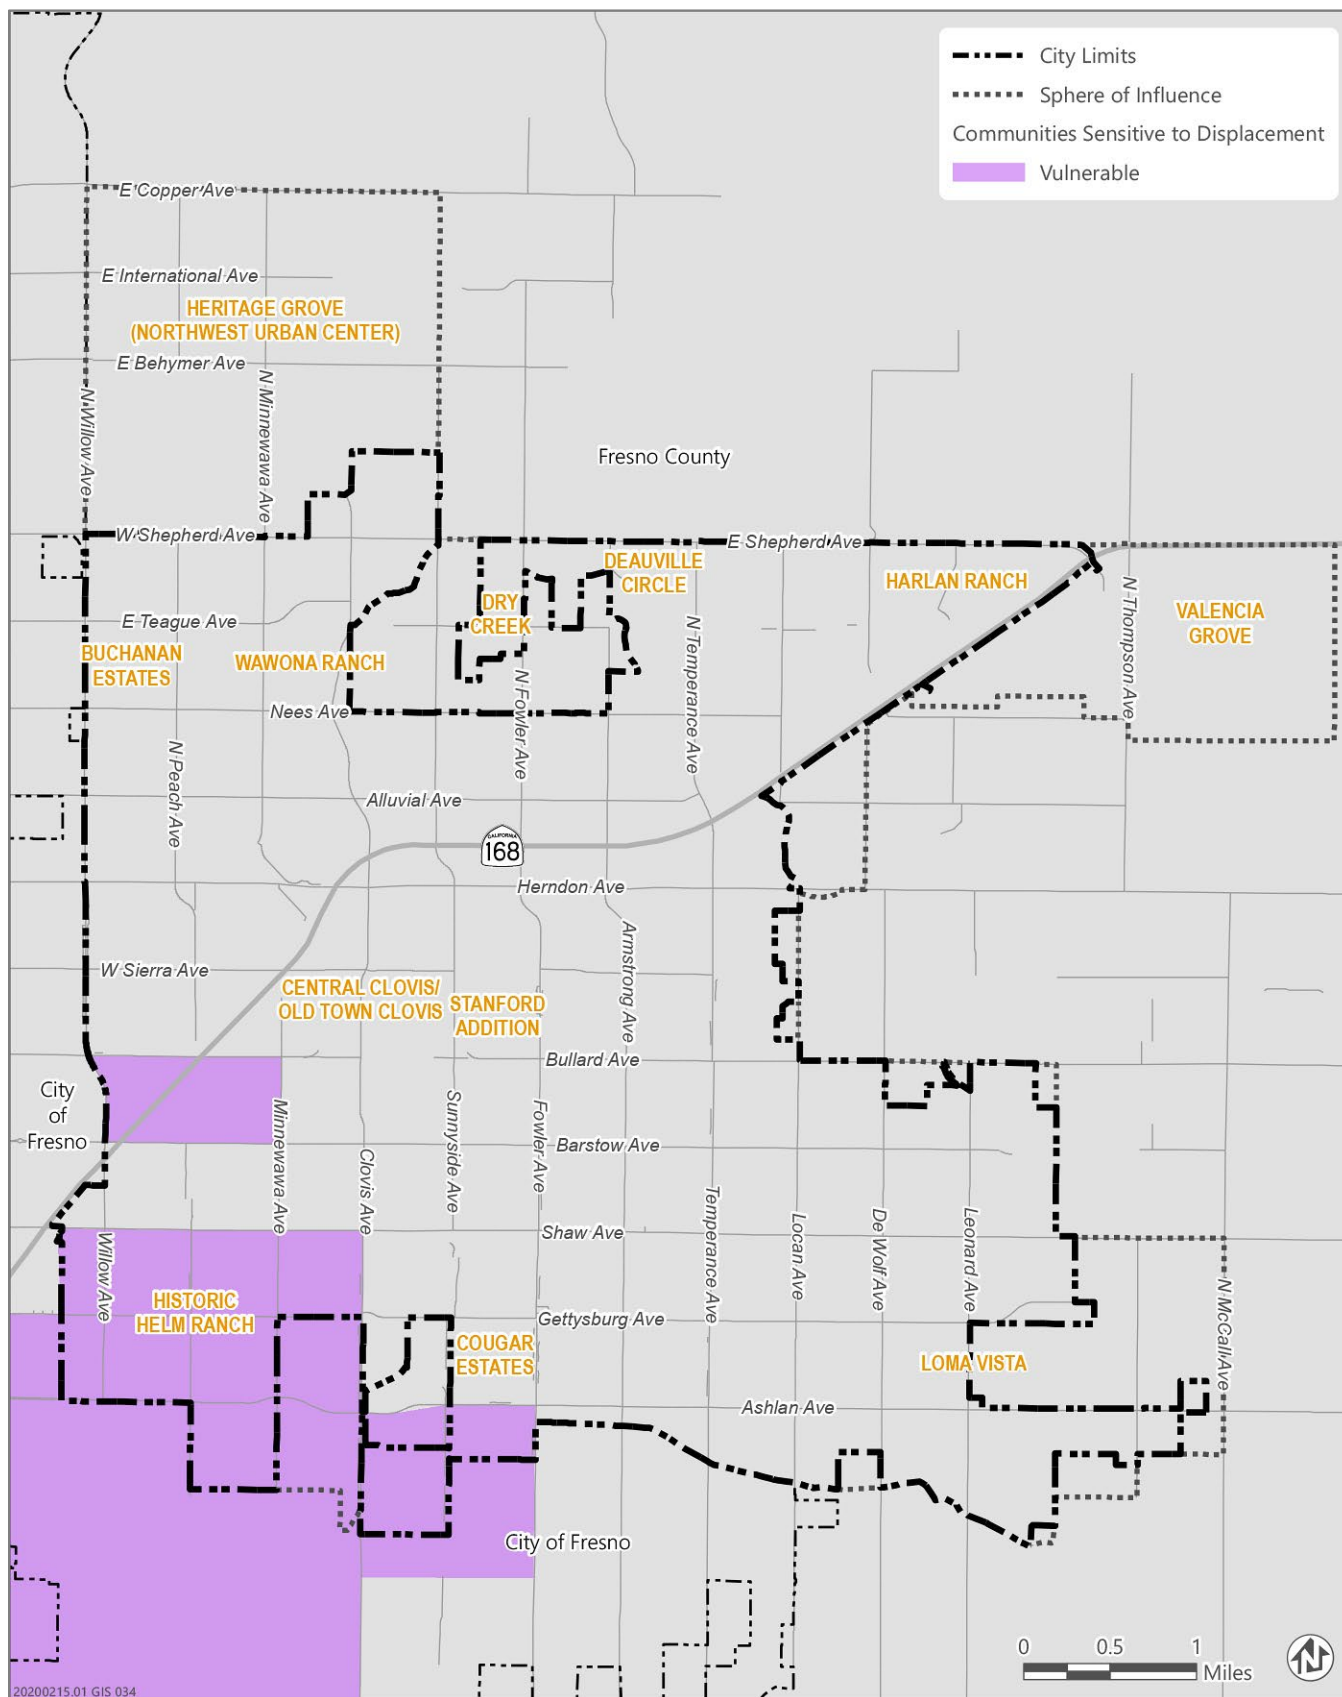 City Limits
Sphere of Influence
Communities Sensitive to Displacement
Vulnerable
E Copper Ave
E International Ave
HERITAGE GROVE
(NORTHWEST URBAN CENTER)
E Behymer Ave
N Willow Ave
N Minnewawa Ave
Fresno County
W Shepherd Ave
E Shepherd Ave
DEAUVILLE
CIRCLE
HARLAN RANCH
DRY
CREEK
N Thompson Ave
VALENCIA
GROVE
E Teague Ave
BUCHANAN
ESTATES
WAWONA RANCH
N Temperance Ave
N Fowler Ave
Nees Ave
N Peach Ave
Alluvial Ave
CALIFORNIA
168
Herndon Ave
Armstrong Ave
W Sierra Ave
CENTRAL CLOVIS/
OLD TOWN CLOVIS
STANFORD
ADDITION
Bullard Ave
City
of
Fresno
Minnewawa Ave
Sunnyside Ave
Fowler Ave
Barstow Ave
Clovis Ave
Temperance Ave
Locan Ave
De Wolf Ave
Leonard Ave
Shaw Ave
Willow Ave
HISTORIC
HELM RANCH
Gettysburg Ave
N McCall Ave
COUGAR
ESTATES
LOMA VISTA
Ashlan Ave
City of Fresno
0 0.5 1
Miles
N
20200215.01 GIS 034